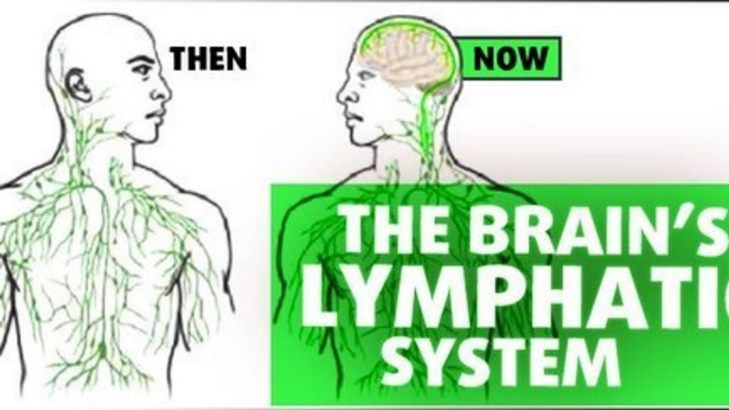 THEN
NOW
THE BRAIN'S
LYMPHATIC
SYSTEM